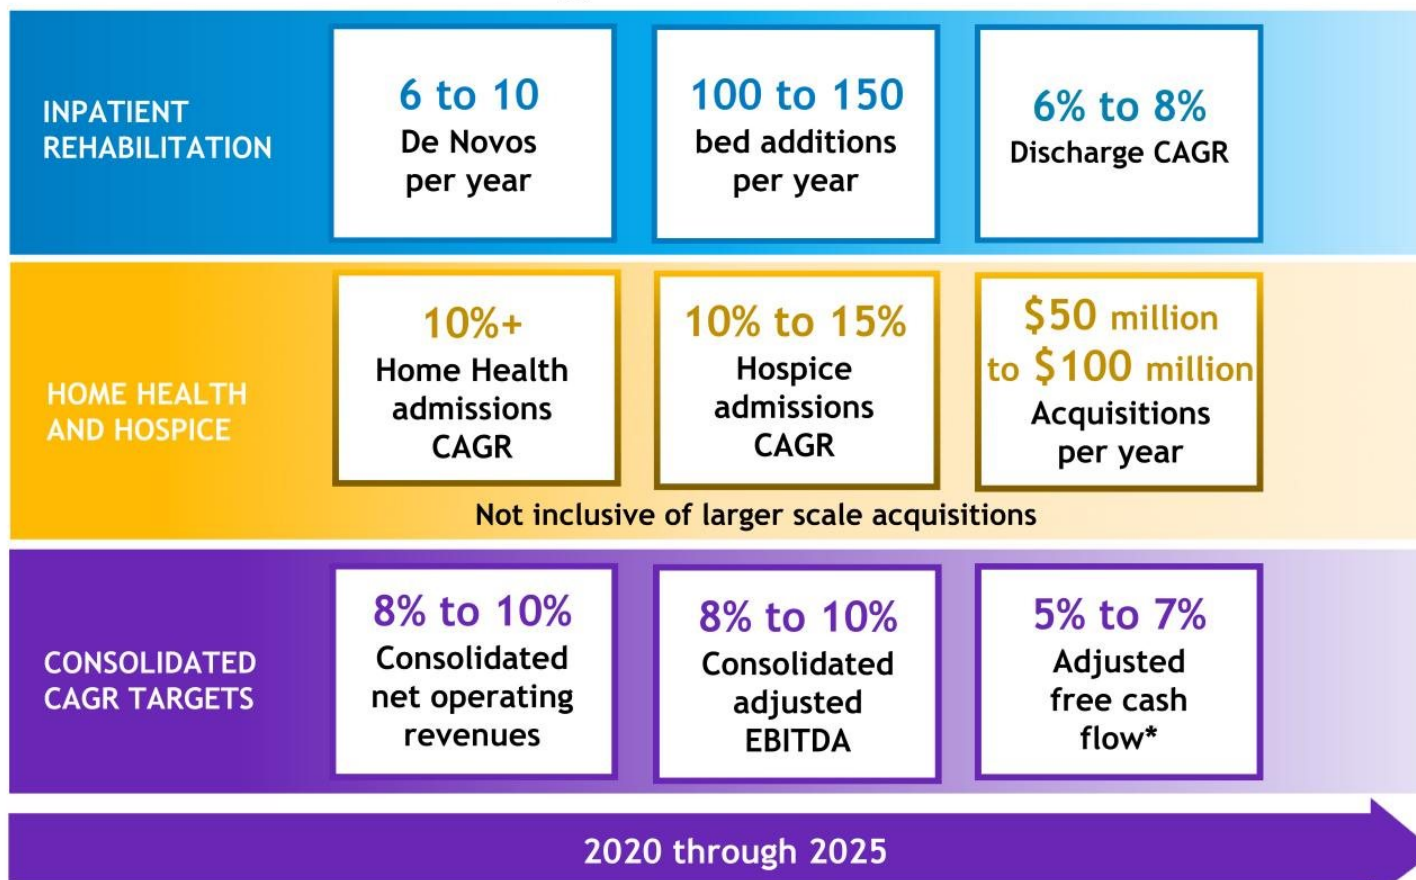 INPATIENT
REHABILITATION
6 to 10
De Novos
per year
100 to 150
bed additions
per year
6% to 8%
Discharge CAGR
HOME HEALTH
AND HOSPICE
10%+
Home Health
admissions
CAGR
10% to 15%
Hospice
admissions
CAGR
$50 million
to $100 million
Acquisitions
per year
Not inclusive of larger scale acquisitions
CONSOLIDATED
CAGR TARGETS
8% to 10%
Consolidated
net operating
revenues
8% to 10%
Consolidated
adjusted
EBITDA
5% to 7%
Adjusted
free cash
flow*
2020 through 2025